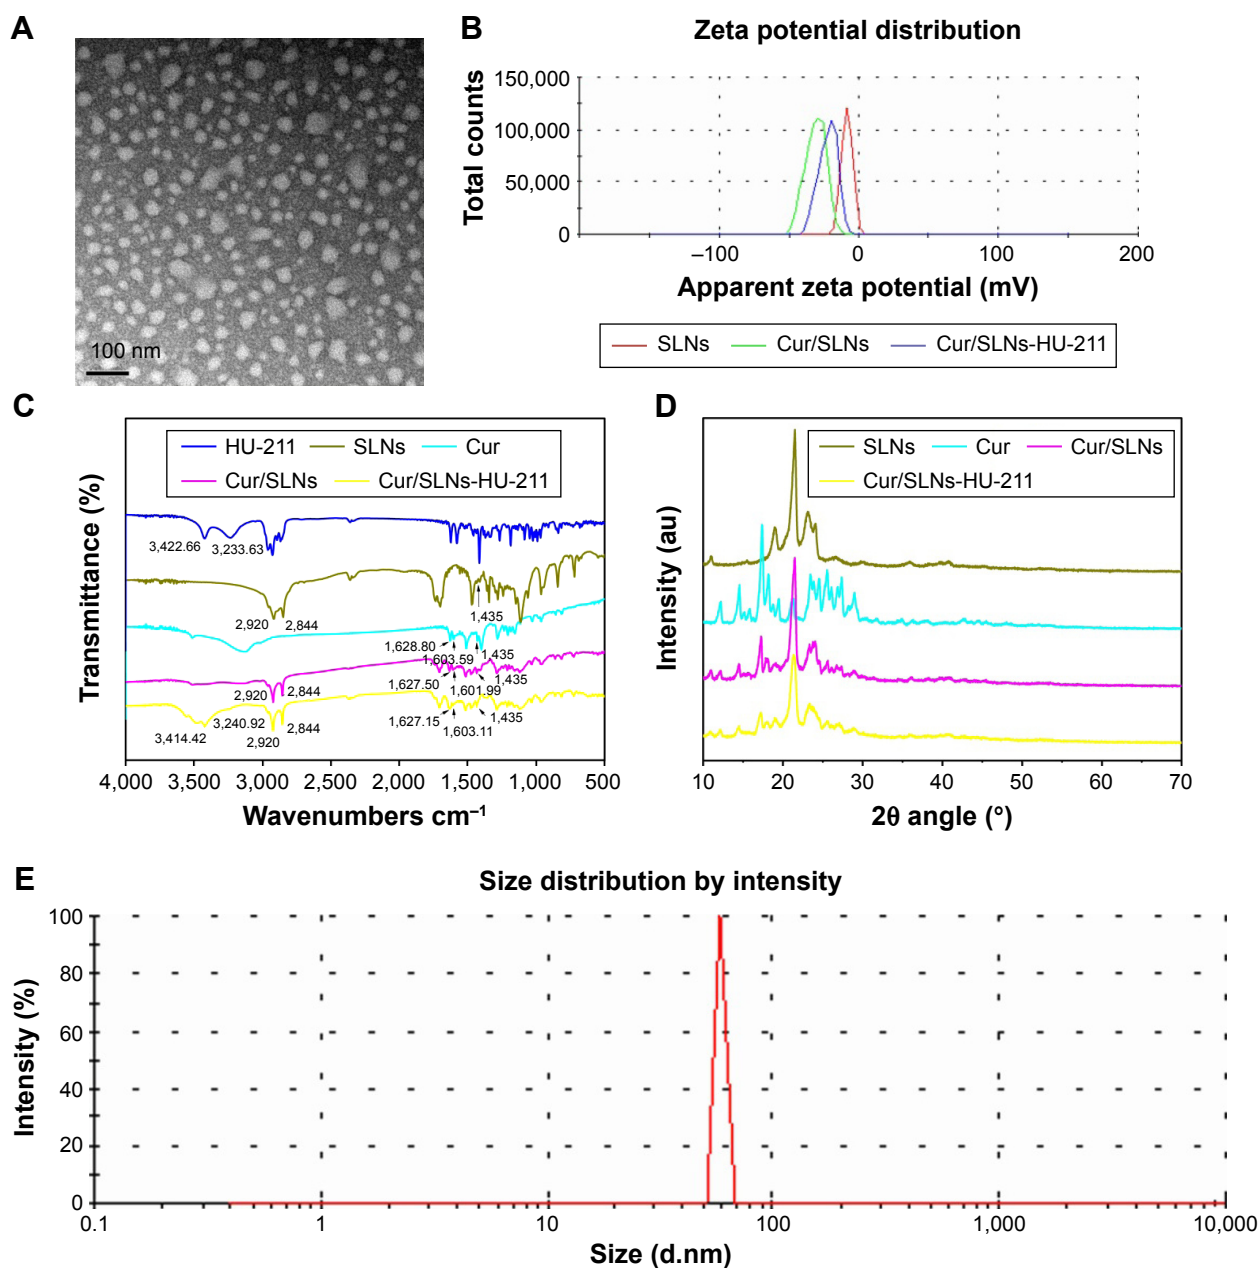 A
100 nm
B
Zeta potential distribution
Total counts
150,000
100,000
50,000
0
–100
0
100
200
Apparent zeta potential (mV)
SLNs Cur/SLNs Cur/SLNs-HU-211
C
Transmittance (%)
HU-211 SLNs Cur
Cur/SLNs Cur/SLNs-HU-211
3,422.66
3,233.63
2,920
2,844
1,435
1,628.80
1,603.59
1,435
2,920
2,844
1,627.50
1,601.99
1,435
3,414.42
3,240.92
2,920
2,844
1,627.15
1,603.11
1,435
4,000 3,500 3,000 2,500 2,000 1,500 1,000 500
Wavenumbers cm⁻¹
D
Intensity (au)
SLNs Cur Cur/SLNs
Cur/SLNs-HU-211
10 20 30 40 50 60 70
2θ angle (°)
E
Size distribution by intensity
Intensity (%)
100
80
60
40
20
0
0.1 1 10 100 1,000 10,000
Size (d.nm)